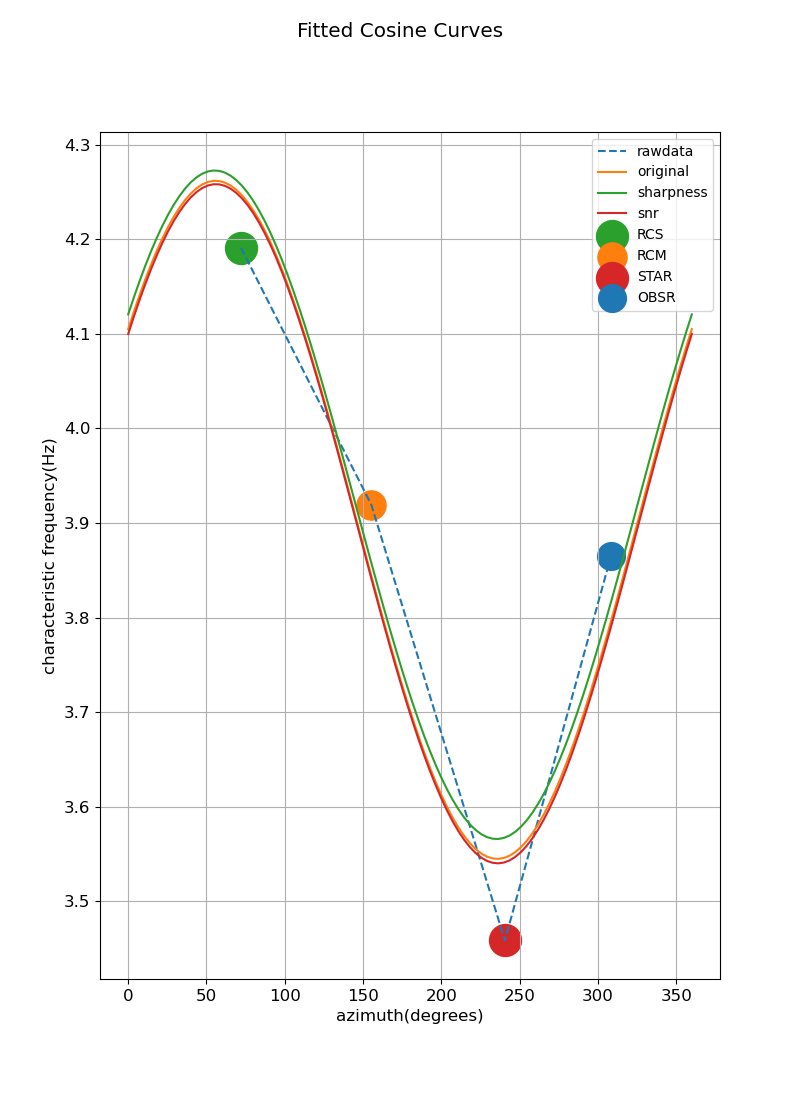 Fitted Cosine Curves
4.3
4.2
4.1
4.0
3.9
3.8
3.7
3.6
3.5
characteristic frequency(Hz)
rawdata
original
sharpness
snr
RCS
RCM
STAR
OBSR
0 50 100 150 200 250 300 350
azimuth(degrees)